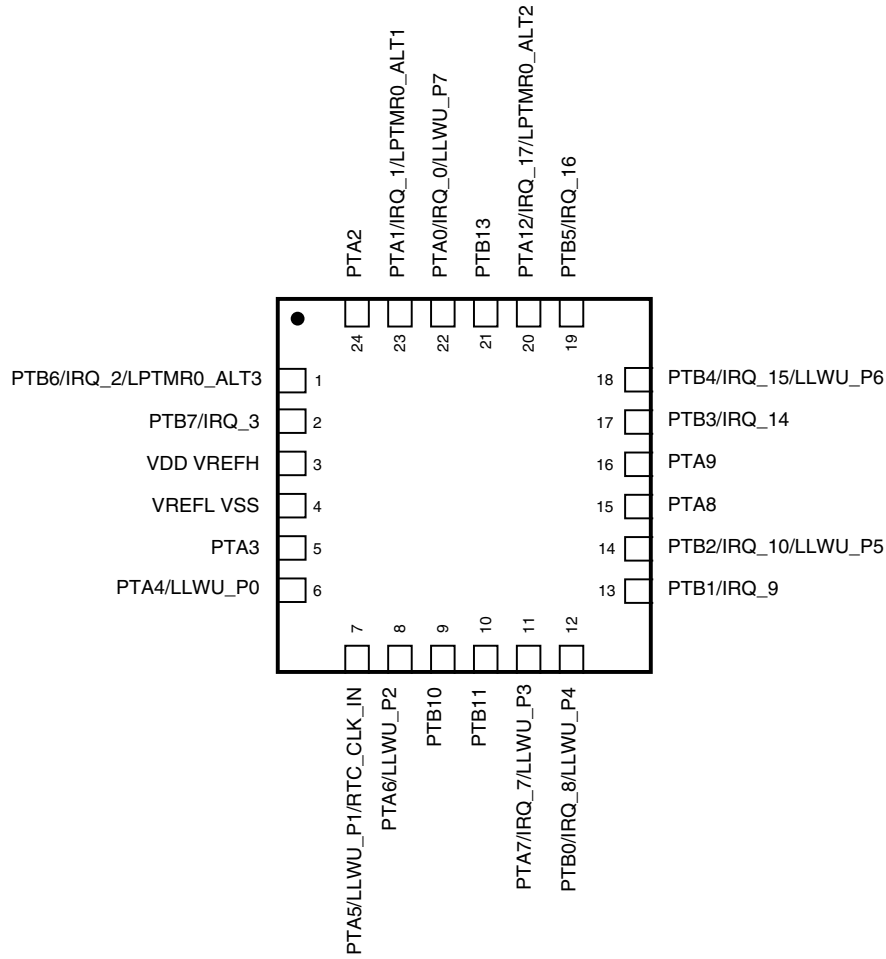 PTA2
PTA1/IRQ_1/LPTMR0_ALT1
PTA0/IRQ_0/LLWU_P7
PTB13
PTA12/IRQ_17/LPTMR0_ALT2
PTB5/IRQ_16
24
23
22
21
20
19
PTB6/IRQ_2/LPTMR0_ALT3 1
PTB7/IRQ_3 2
VDD VREFH 3
VREFL VSS 4
PTA3 5
PTA4/LLWU_P0 6
18 PTB4/IRQ_15/LLWU_P6
17 PTB3/IRQ_14
16 PTA9
15 PTA8
14 PTB2/IRQ_10/LLWU_P5
13 PTB1/IRQ_9
7
8
9
10
11
12
PTA5/LLWU_P1/RTC_CLK_IN
PTA6/LLWU_P2
PTB10
PTB11
PTA7/IRQ_7/LLWU_P3
PTB0/IRQ_8/LLWU_P4